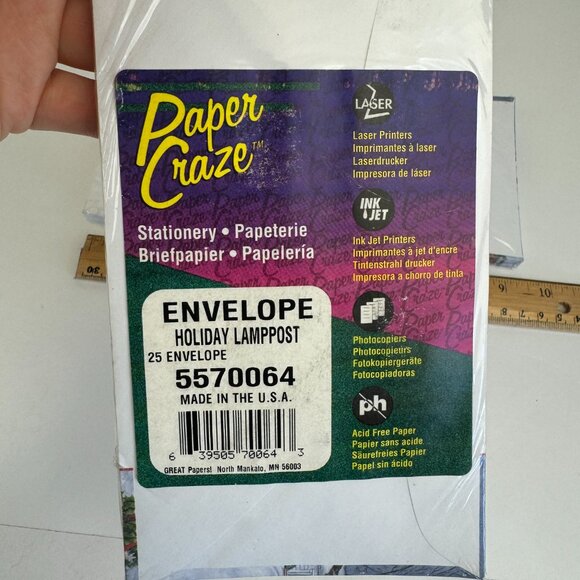 Paper
Craze™
Stationery • Papeterie
Briefpapier • Papelería
LASER
Laser Printers
Imprimantes à laser
Laserdrucker
Impresora de láser
INK
JET
Ink Jet Printers
Imprimantes à jet d'encre
Tintenstrahl drucker
Impresora a chorro de tinta
Photocopiers
Photocopieurs
Fotokopiergeräte
Fotocopiadoras
ph
Acid Free Paper
Papier sans acide
Säurefreies Papier
Papel sin ácido
ENVELOPE
HOLIDAY LAMPPOST
25 ENVELOPE
5570064
MADE IN THE U.S.A.
6 39505 70064 3
GREAT Papers! North Mankato, MN 56003
30
9
10